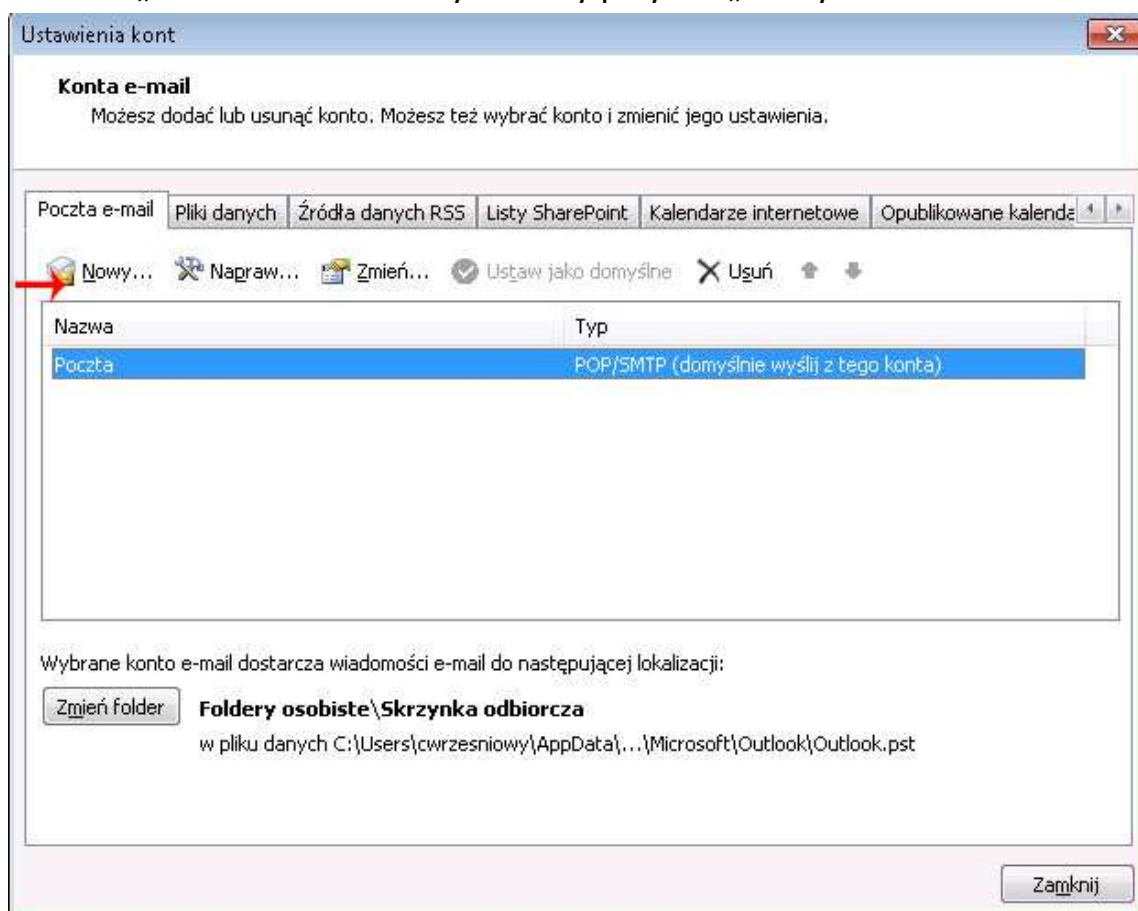 Ustawienia kont
Konta e-mail
Możesz dodać lub usunąć konto. Możesz też wybrać konto i zmienić jego ustawienia.
Poczta e-mail Pliki danych Źródła danych RSS Listy SharePoint Kalendarze internetowe Opublikowane kalenda
Nowy... Napraw... Zmień... Ustaw jako domyślne Usuń
Nazwa Typ
Poczta POP/SMTP (domyślnie wyślij z tego konta)
Wybrane konto e-mail dostarcza wiadomości e-mail do następującej lokalizacji:
Zmień folder Foldery osobiste\Skrzynka odbiorcza
w pliku danych C:\Users\cwrzesniowy\AppData\...\Microsoft\Outlook\Outlook.pst
Zamknij